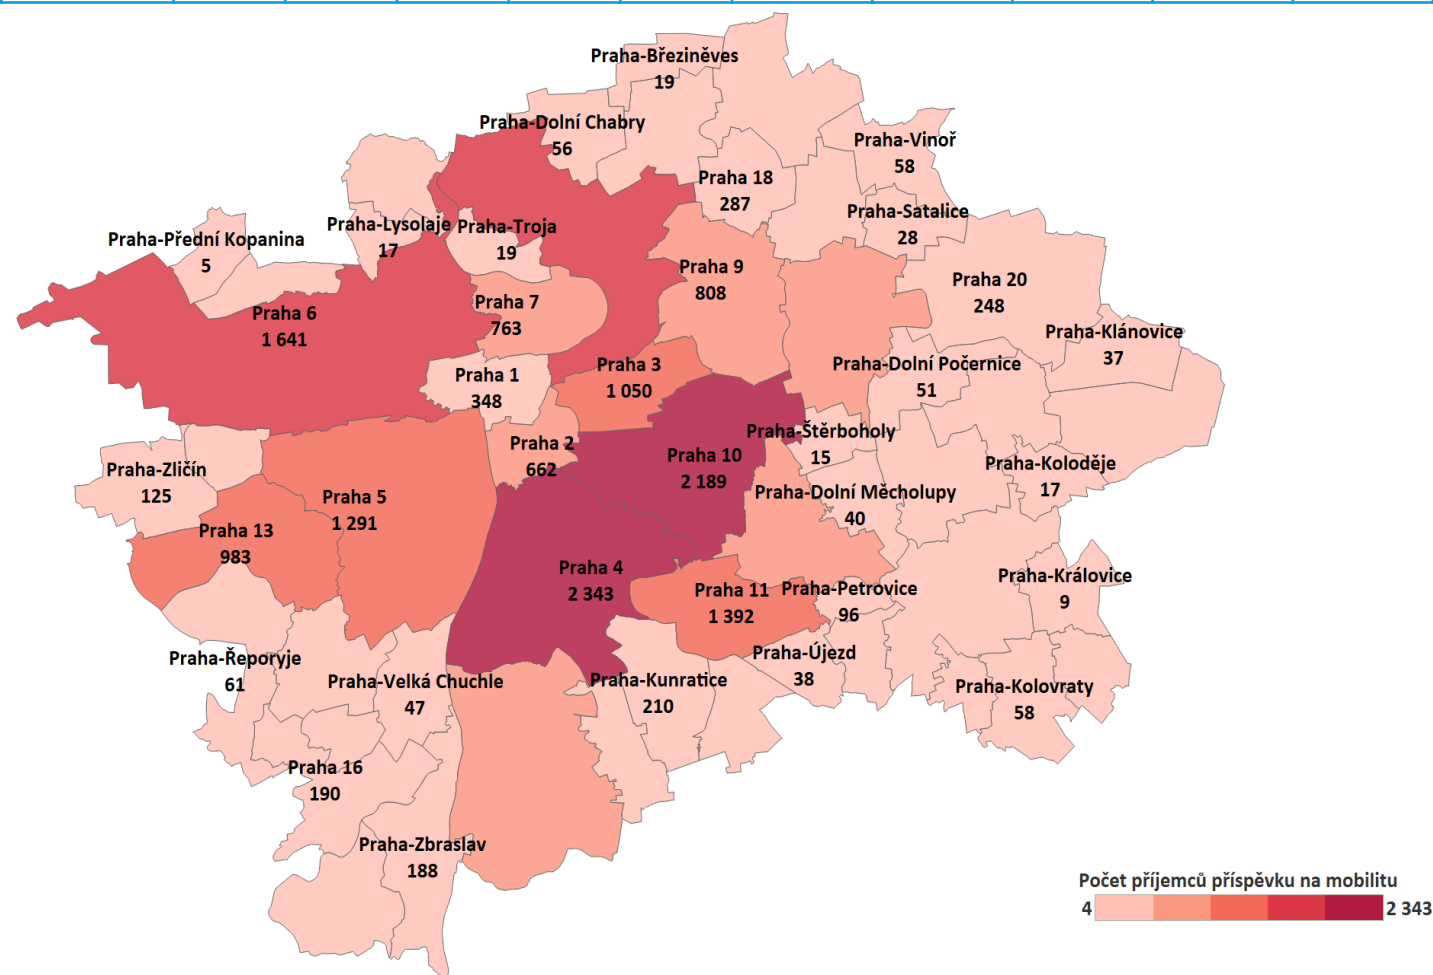 Praha-Březiněves
19
Praha-Dolní Chabry
56
Praha-Vinoř
58
Praha 18
287
Praha-Satalice
28
Praha-Lysolaje
17
Praha-Troja
19
Praha-Přední Kopanina
5
Praha 9
808
Praha 20
248
Praha 7
763
Praha 6
1 641
Praha-Klánovice
37
Praha 3
1 050
Praha-Dolní Počernice
51
Praha 1
348
Praha-Štěrboholy
15
Praha 2
662
Praha 10
2 189
Praha-Koloděje
17
Praha-Zličín
125
Praha 5
1 291
Praha-Dolní Měcholupy
40
Praha 13
983
Praha 4
2 343
Praha-Královice
9
Praha 11
1 392
Praha-Petrovice
96
Praha-Újezd
38
Praha-Řeporyje
61
Praha-Velká Chuchle
47
Praha-Kunratice
210
Praha-Kolovraty
58
Praha 16
190
Praha-Zbraslav
188
Počet příjemců příspěvku na mobilitu
4 2 343